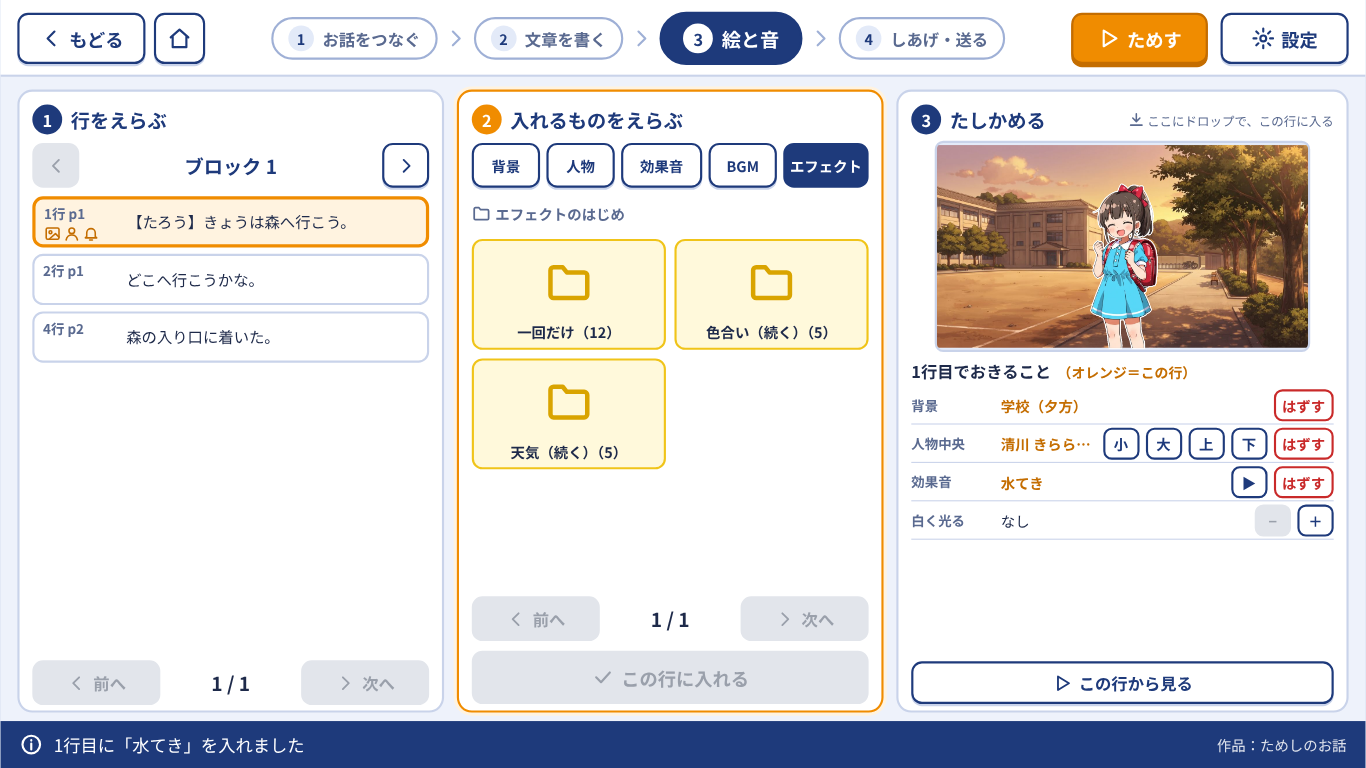 もどる
1 お話をつなぐ
2 文章を書く
3 絵と音
4 しあげ・送る
ためす
設定
1 行をえらぶ
ブロック 1
1行 p1
【たろう】きょうは森へ行こう。
2行 p1
どこへ行こうかな。
4行 p2
森の入り口に着いた。
前へ
1 / 1
次へ
2 入れるものをえらぶ
背景
人物
効果音
BGM
エフェクト
エフェクトのはじめ
一回だけ（12）
色合い（続く）（5）
天気（続く）（5）
前へ
1 / 1
次へ
この行に入れる
3 たしかめる
ここにドロップで、この行に入る
1行目でおきること （オレンジ＝この行）
背景 学校（夕方） はずす
人物中央 清川 きらら… 小 大 上 下 はずす
効果音 水てき はずす
白く光る なし − ＋
この行から見る
1行目に「水てき」を入れました
作品：ためしのお話